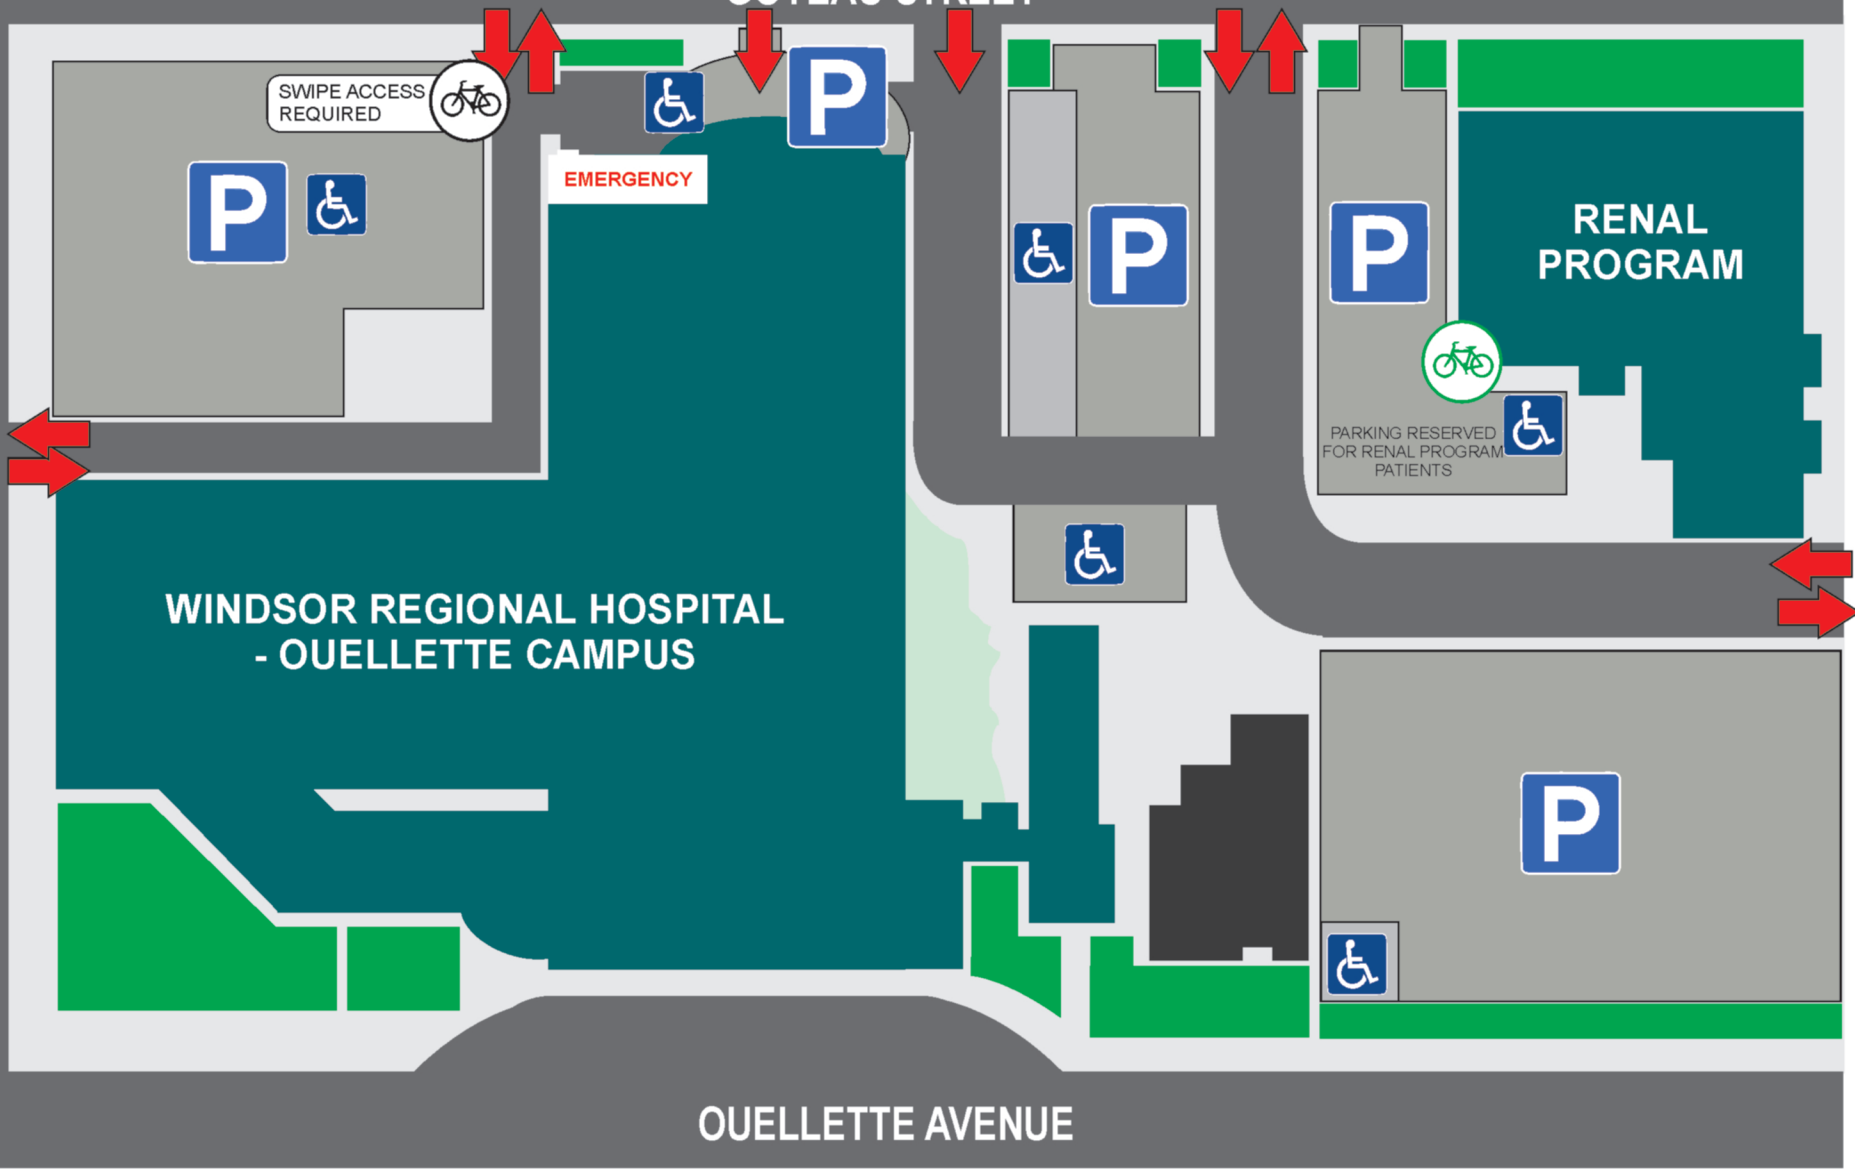 STREET
SWIPE ACCESS
REQUIRED
P
EMERGENCY
P
P
P
RENAL
PROGRAM
PARKING RESERVED
FOR RENAL PROGRAM
PATIENTS
WINDSOR REGIONAL HOSPITAL
- OUELLETTE CAMPUS
P
OUELLETTE AVENUE